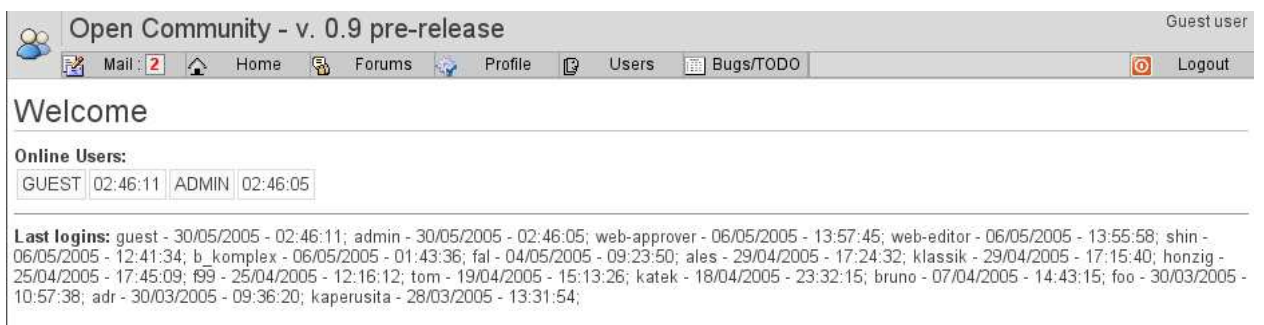 Open Community - v. 0.9 pre-release
Guest user
Mail : 2 Home Forums Profile Users Bugs/TODO Logout
Welcome
Online Users:
GUEST 02:46:11 ADMIN 02:46:05
Last logins: guest - 30/05/2005 - 02:46:11; admin - 30/05/2005 - 02:46:05; web-approver - 06/05/2005 - 13:57:45; web-editor - 06/05/2005 - 13:55:58; shin -
06/05/2005 - 12:41:34; b_komplex - 06/05/2005 - 01:43:36; fal - 04/05/2005 - 09:23:50; ales - 29/04/2005 - 17:24:32; klassik - 29/04/2005 - 17:15:40; honzig -
25/04/2005 - 17:45:09; f99 - 25/04/2005 - 12:16:12; tom - 19/04/2005 - 15:13:26; katek - 18/04/2005 - 23:32:15; bruno - 07/04/2005 - 14:43:15; foo - 30/03/2005 -
10:57:38; adr - 30/03/2005 - 09:36:20; kaperusita - 28/03/2005 - 13:31:54;